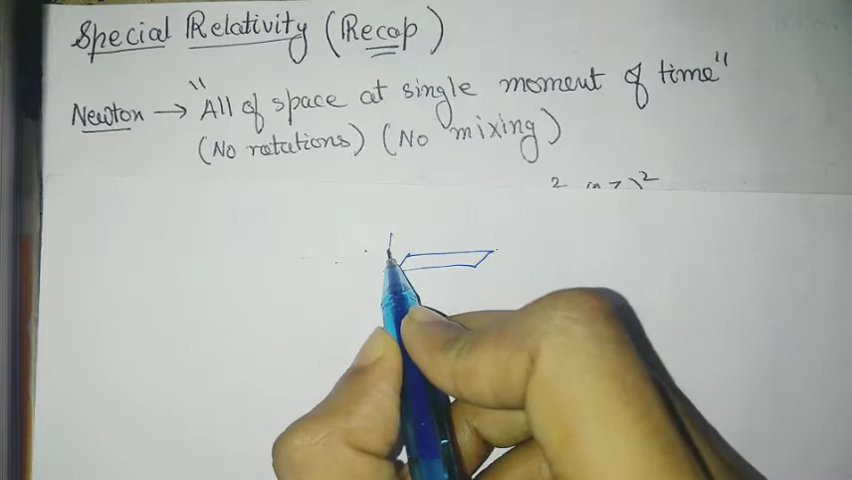 Special Relativity (Recap)
Newton → "All of space at single moment of time"
(No rotations) (No mixing)